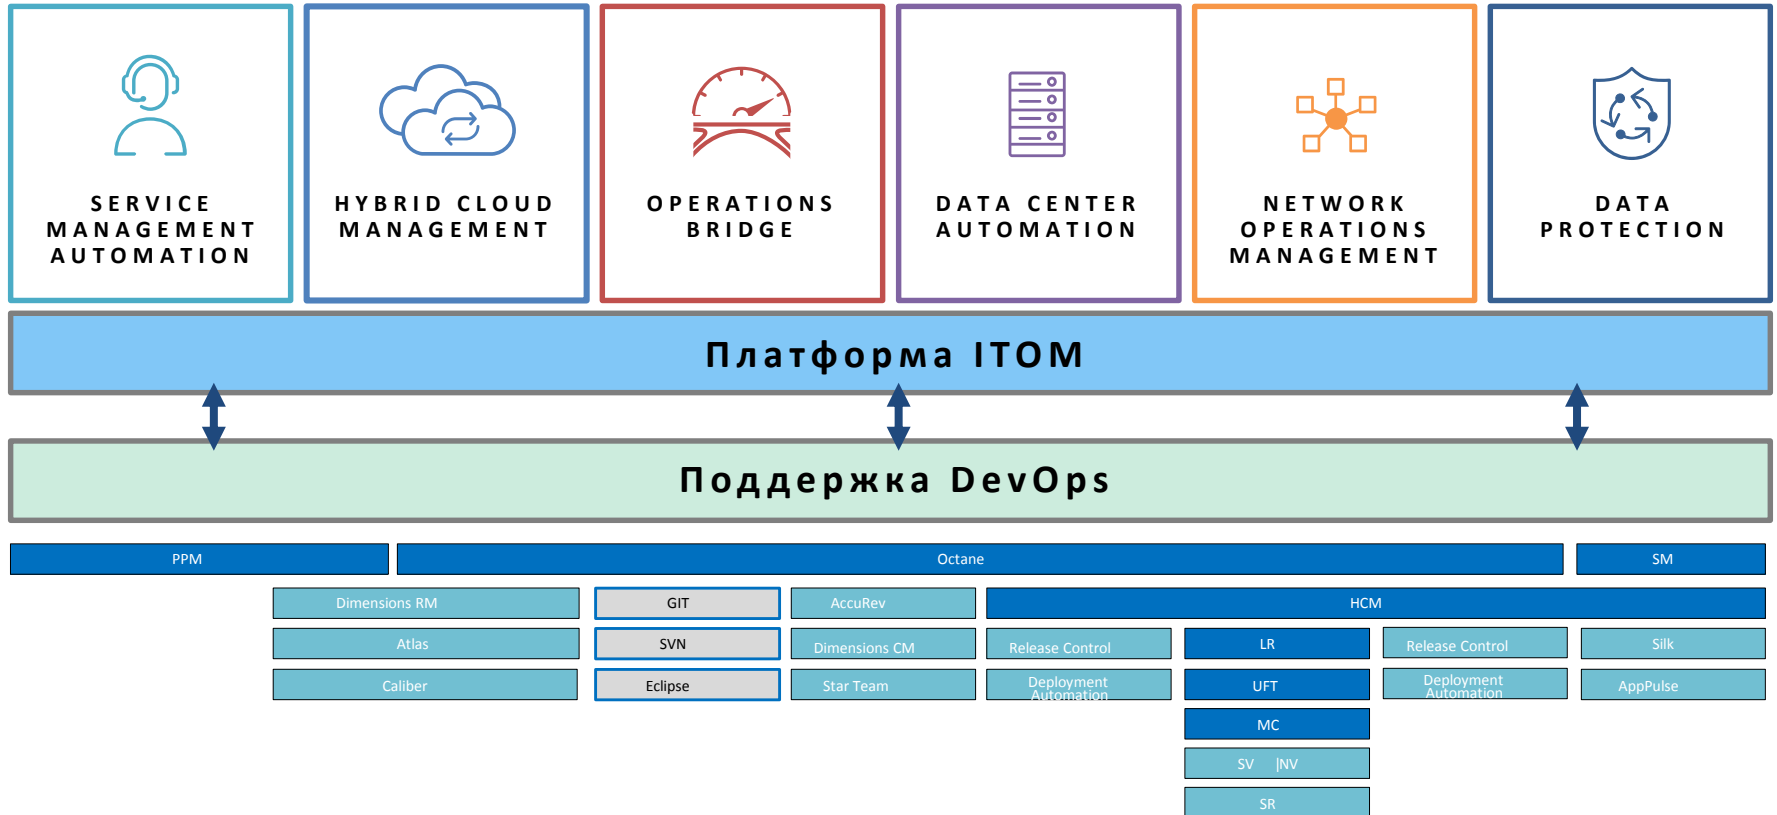 SERVICE
MANAGEMENT
AUTOMATION
HYBRID CLOUD
MANAGEMENT
OPERATIONS
BRIDGE
DATA CENTER
AUTOMATION
NETWORK
OPERATIONS
MANAGEMENT
DATA
PROTECTION
Платформа ITOM
Поддержка DevOps
PPM
Octane
SM
Dimensions RM
GIT
AccuRev
HCM
Atlas
SVN
Dimensions CM
Release Control
LR
Release Control
Silk
Caliber
Eclipse
Star Team
Deployment
Automation
UFT
Deployment
Automation
AppPulse
MC
SV |NV
SR